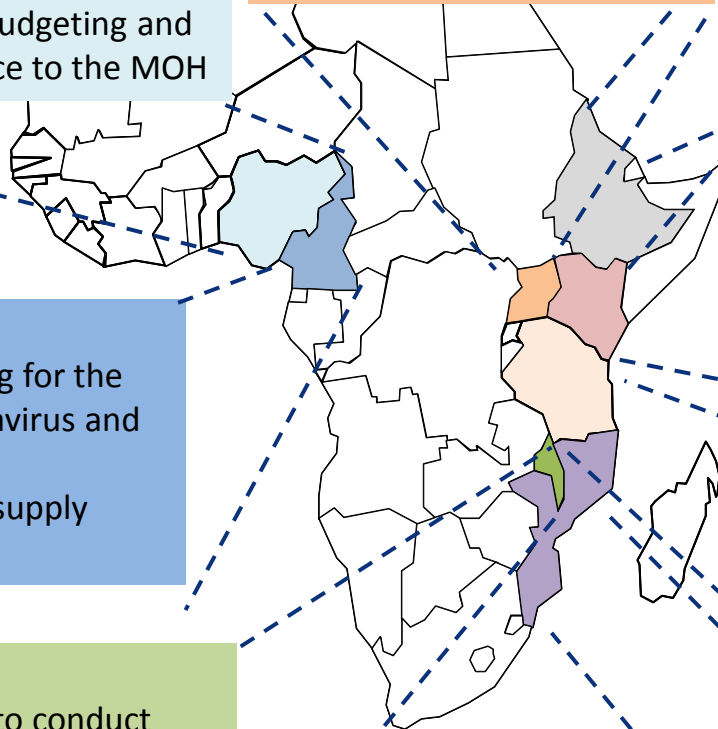 udgeting and
ce to the MOH
g for the
avirus and
supply
to conduct